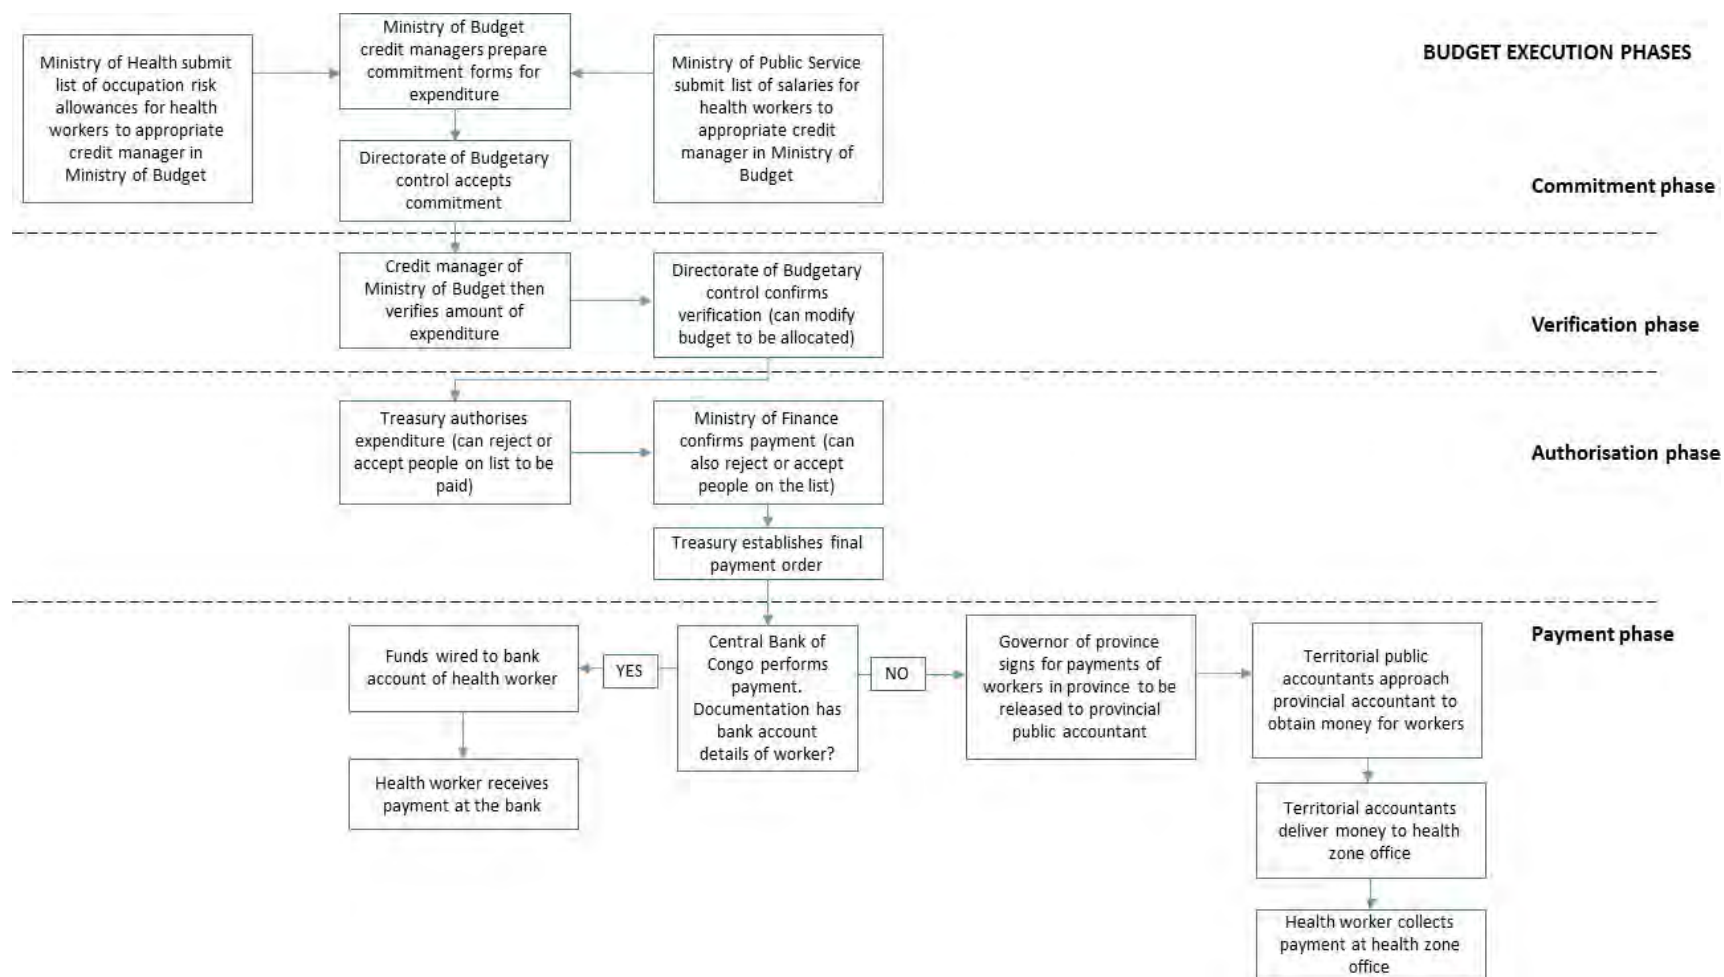 BUDGET EXECUTION PHASES
Ministry of Health submit
list of occupation risk
allowances for health
workers to appropriate
credit manager in
Ministry of Budget
Ministry of Budget
credit managers prepare
commitment forms for
expenditure
Ministry of Public Service
submit list of salaries for
health workers to
appropriate credit
manager in Ministry of
Budget
Directorate of Budgetary
control accepts
commitment
Commitment phase
Credit manager of
Ministry of Budget then
verifies amount of
expenditure
Directorate of Budgetary
control confirms
verification (can modify
budget to be allocated)
Verification phase
Treasury authorises
expenditure (can reject or
accept people on list to be
paid)
Ministry of Finance
confirms payment (can
also reject or accept
people on the list)
Authorisation phase
Treasury establishes final
payment order
Payment phase
Funds wired to bank
account of health worker
YES
Central Bank of
Congo performs
payment.
Documentation has
bank account
details of worker?
NO
Governor of province
signs for payments of
workers in province to be
released to provincial
public accountant
Territorial public
accountants approach
provincial accountant to
obtain money for workers
Health worker receives
payment at the bank
Territorial accountants
deliver money to health
zone office
Health worker collects
payment at health zone
office